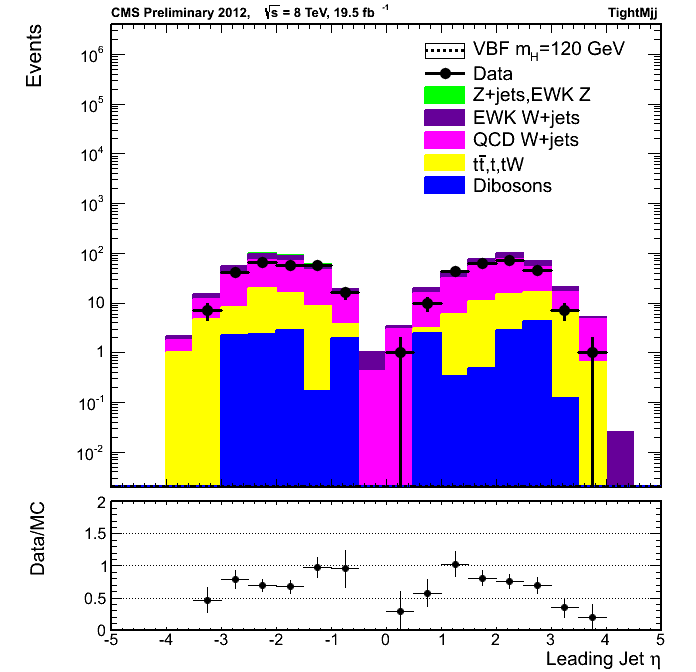 CMS Preliminary 2012, √s = 8 TeV, 19.5 fb⁻¹ TightMjj
Events
10⁶
10⁵
10⁴
10³
10²
10
1
10⁻¹
10⁻²
VBF m_H=120 GeV
Data
Z+jets,EWK Z
EWK W+jets
QCD W+jets
tt̄,t,tW
Dibosons
Data/MC
2
1.5
1
0.5
0
-5 -4 -3 -2 -1 0 1 2 3 4 5
Leading Jet η